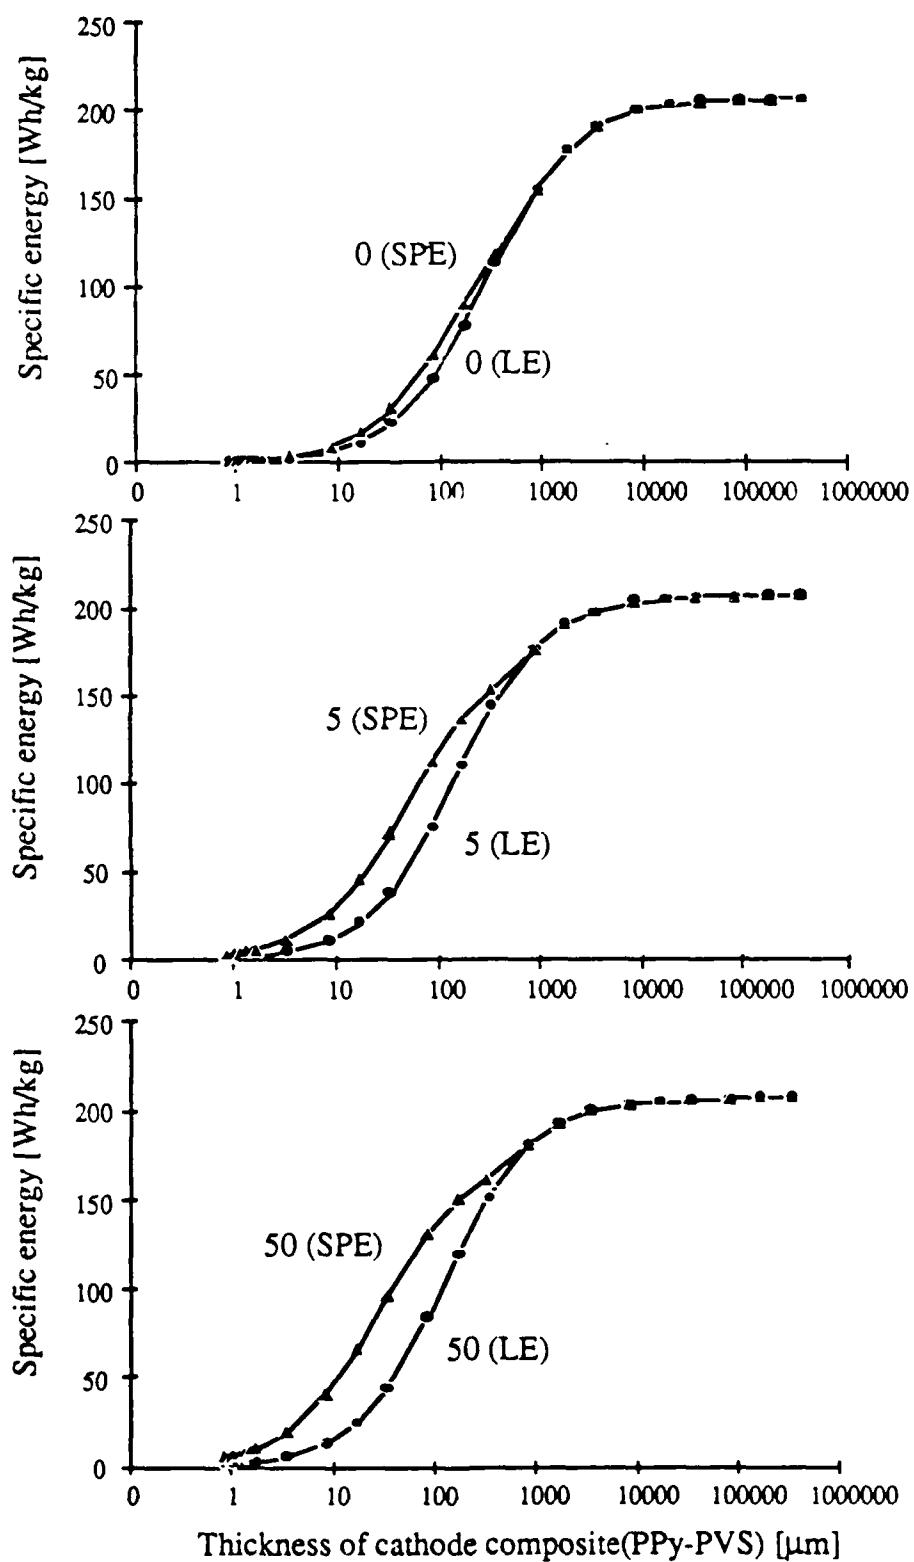 Specific energy [Wh/kg]
250
200
150
100
50
0
0 (SPE)
0 (LE)
0 1 10 100 1000 10000 100000 1000000
Specific energy [Wh/kg]
250
200
150
100
50
0
5 (SPE)
5 (LE)
0 1 10 100 1000 10000 100000 1000000
Specific energy [Wh/kg]
250
200
150
100
50
0
50 (SPE)
50 (LE)
0 1 10 100 1000 10000 100000 1000000
Thickness of cathode composite(PPy-PVS) [μm]